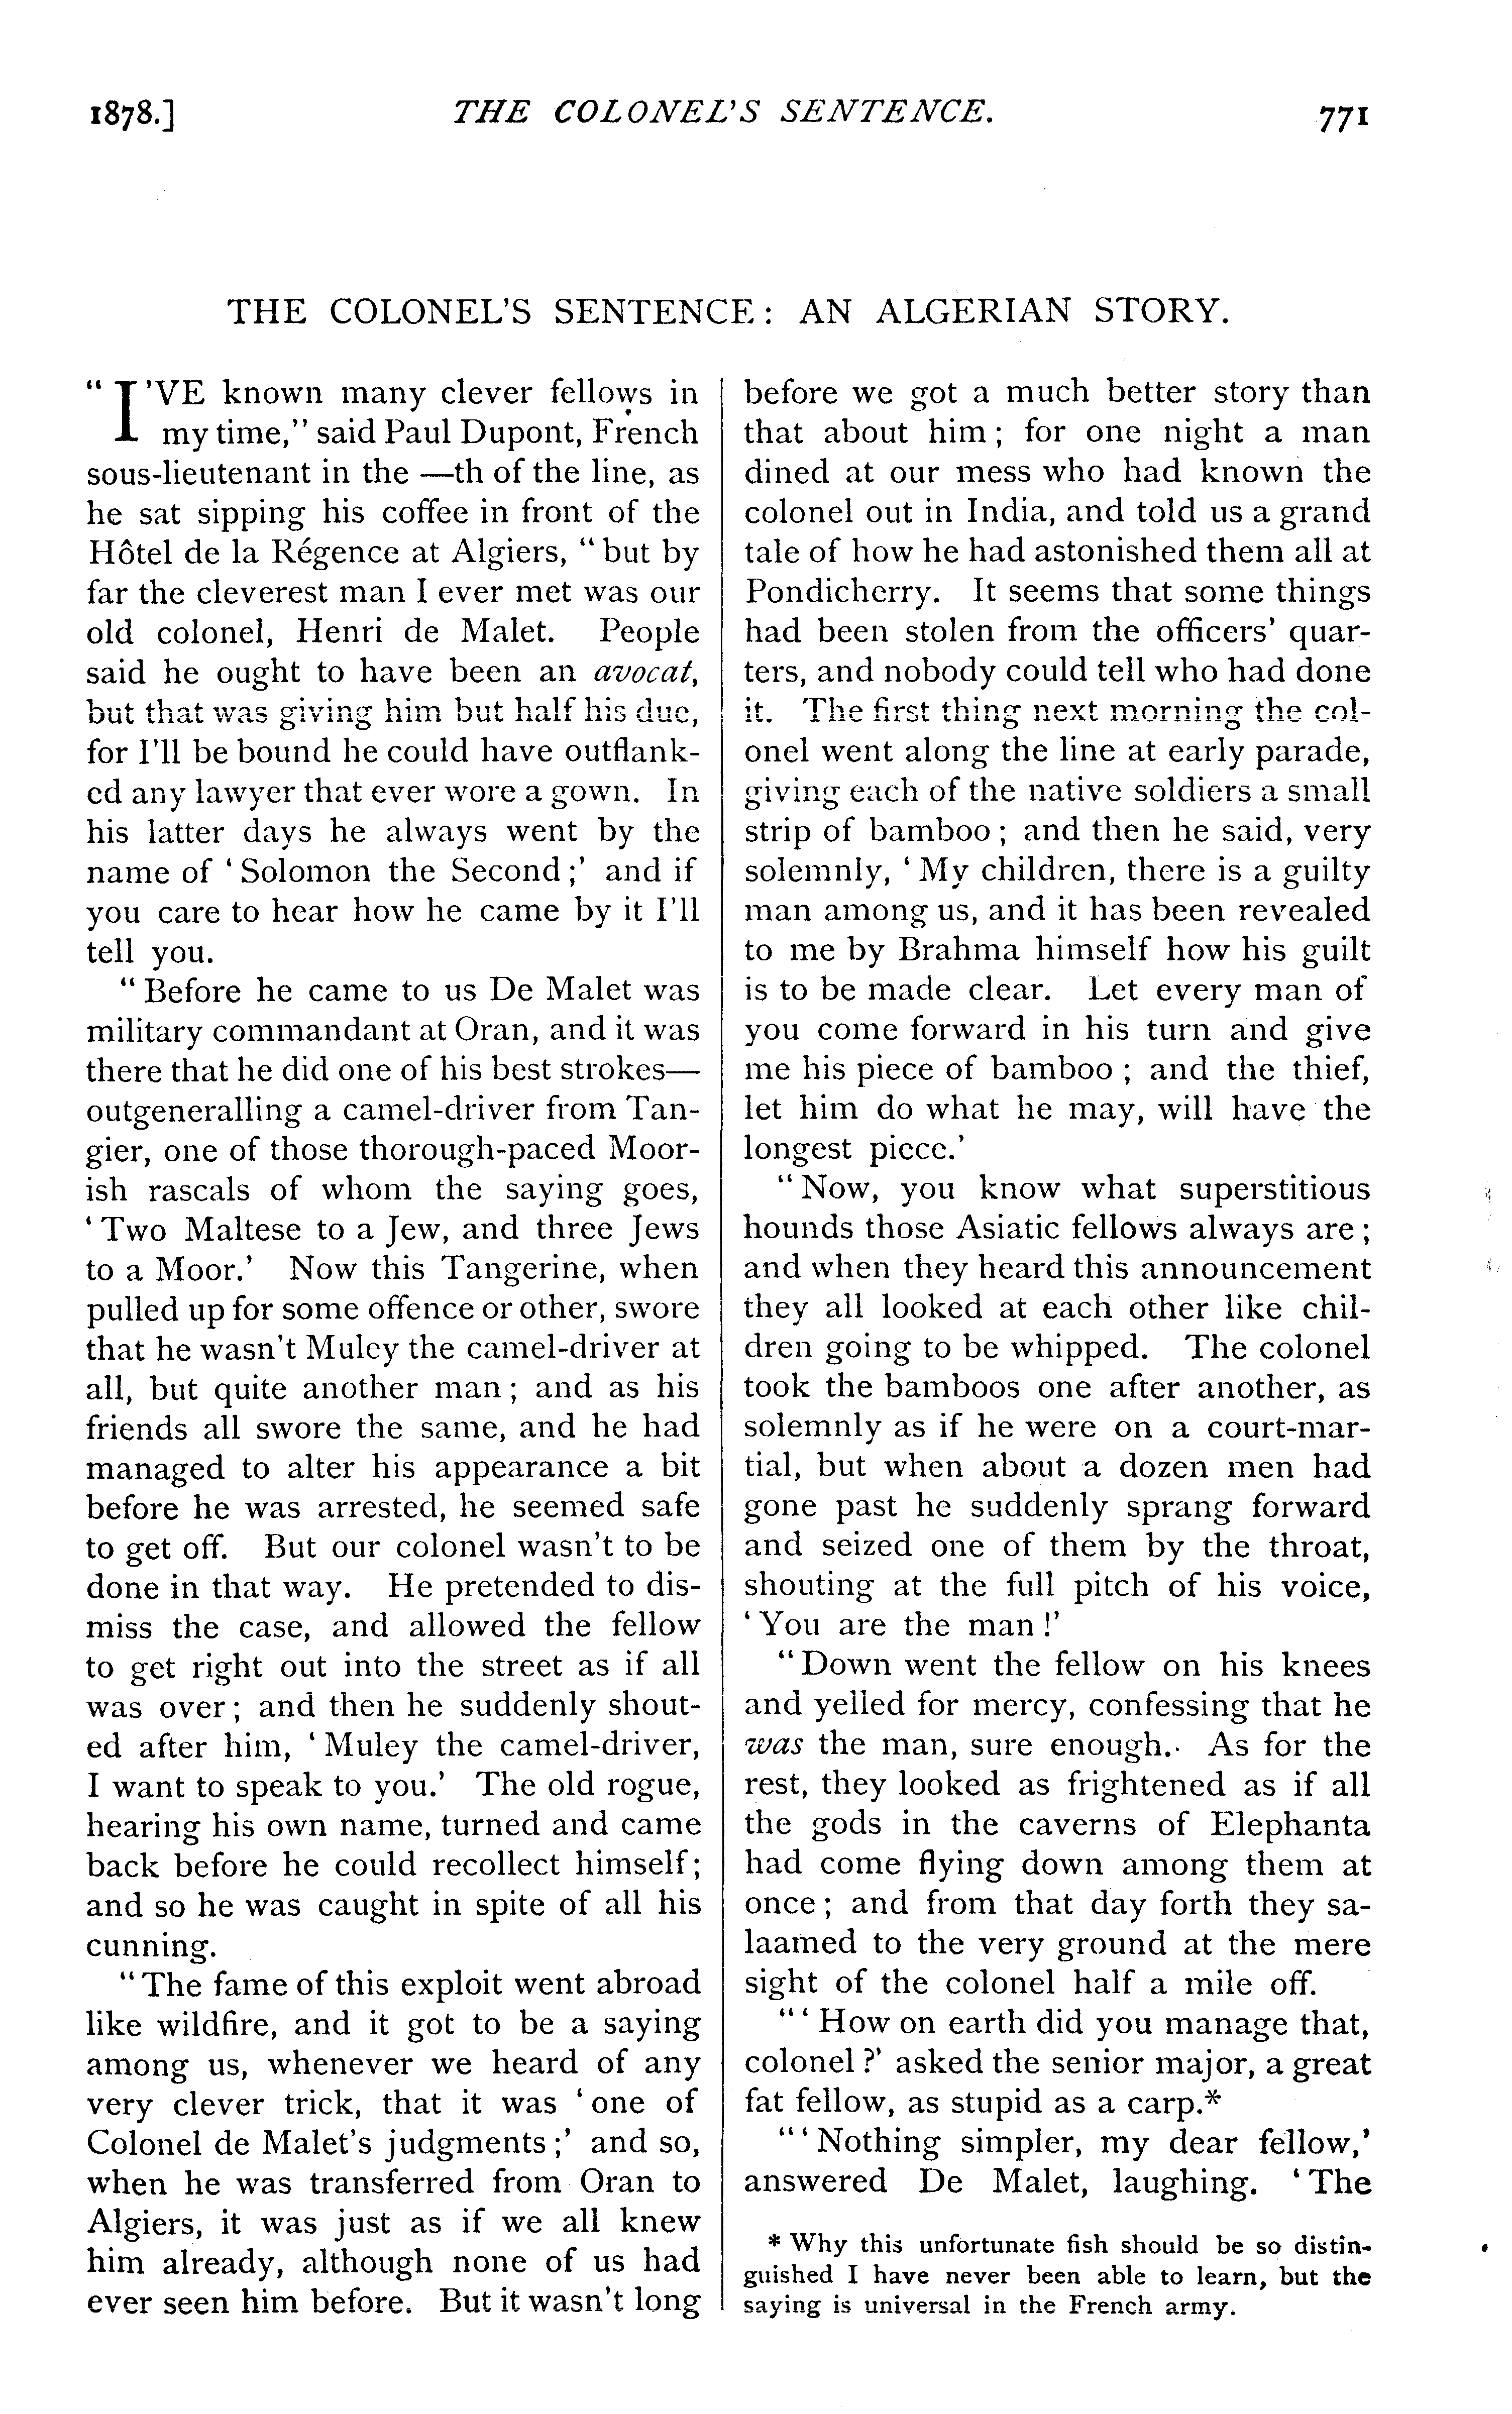 1878.] THE COLONEL'S SENTENCE. 771
THE COLONEL'S SENTENCE: AN ALGERIAN STORY.
"I'VE known many clever fellows in
my time," said Paul Dupont, French
sous-lieutenant in the —th of the line, as
he sat sipping his coffee in front of the
Hôtel de la Régence at Algiers, "but by
far the cleverest man I ever met was our
old colonel, Henri de Malet. People
said he ought to have been an avocat,
but that was giving him but half his due,
for I'll be bound he could have outflank-
ed any lawyer that ever wore a gown. In
his latter days he always went by the
name of 'Solomon the Second;' and if
you care to hear how he came by it I'll
tell you.
"Before he came to us De Malet was
military commandant at Oran, and it was
there that he did one of his best strokes—
outgeneralling a camel-driver from Tan-
gier, one of those thorough-paced Moor-
ish rascals of whom the saying goes,
'Two Maltese to a Jew, and three Jews
to a Moor.' Now this Tangerine, when
pulled up for some offence or other, swore
that he wasn't Muley the camel-driver at
all, but quite another man; and as his
friends all swore the same, and he had
managed to alter his appearance a bit
before he was arrested, he seemed safe
to get off. But our colonel wasn't to be
done in that way. He pretended to dis-
miss the case, and allowed the fellow
to get right out into the street as if all
was over; and then he suddenly shout-
ed after him, 'Muley the camel-driver,
I want to speak to you.' The old rogue,
hearing his own name, turned and came
back before he could recollect himself;
and so he was caught in spite of all his
cunning.
"The fame of this exploit went abroad
like wildfire, and it got to be a saying
among us, whenever we heard of any
very clever trick, that it was 'one of
Colonel de Malet's judgments;' and so,
when he was transferred from Oran to
Algiers, it was just as if we all knew
him already, although none of us had
ever seen him before. But it wasn't long
before we got a much better story than
that about him; for one night a man
dined at our mess who had known the
colonel out in India, and told us a grand
tale of how he had astonished them all at
Pondicherry. It seems that some things
had been stolen from the officers' quar-
ters, and nobody could tell who had done
it. The first thing next morning the col-
onel went along the line at early parade,
giving each of the native soldiers a small
strip of bamboo; and then he said, very
solemnly, 'My children, there is a guilty
man among us, and it has been revealed
to me by Brahma himself how his guilt
is to be made clear. Let every man of
you come forward in his turn and give
me his piece of bamboo; and the thief,
let him do what he may, will have the
longest piece.'
"Now, you know what superstitious
hounds those Asiatic fellows always are;
and when they heard this announcement
they all looked at each other like chil-
dren going to be whipped. The colonel
took the bamboos one after another, as
solemnly as if he were on a court-mar-
tial, but when about a dozen men had
gone past he suddenly sprang forward
and seized one of them by the throat,
shouting at the full pitch of his voice,
'You are the man!'
"Down went the fellow on his knees
and yelled for mercy, confessing that he
was the man, sure enough. As for the
rest, they looked as frightened as if all
the gods in the caverns of Elephanta
had come flying down among them at
once; and from that day forth they sa-
laamed to the very ground at the mere
sight of the colonel half a mile off.
"'How on earth did you manage that,
colonel?' asked the senior major, a great
fat fellow, as stupid as a carp.*
"'Nothing simpler, my dear fellow,'
answered De Malet, laughing. 'The
* Why this unfortunate fish should be so distin-
guished I have never been able to learn, but the
saying is universal in the French army.